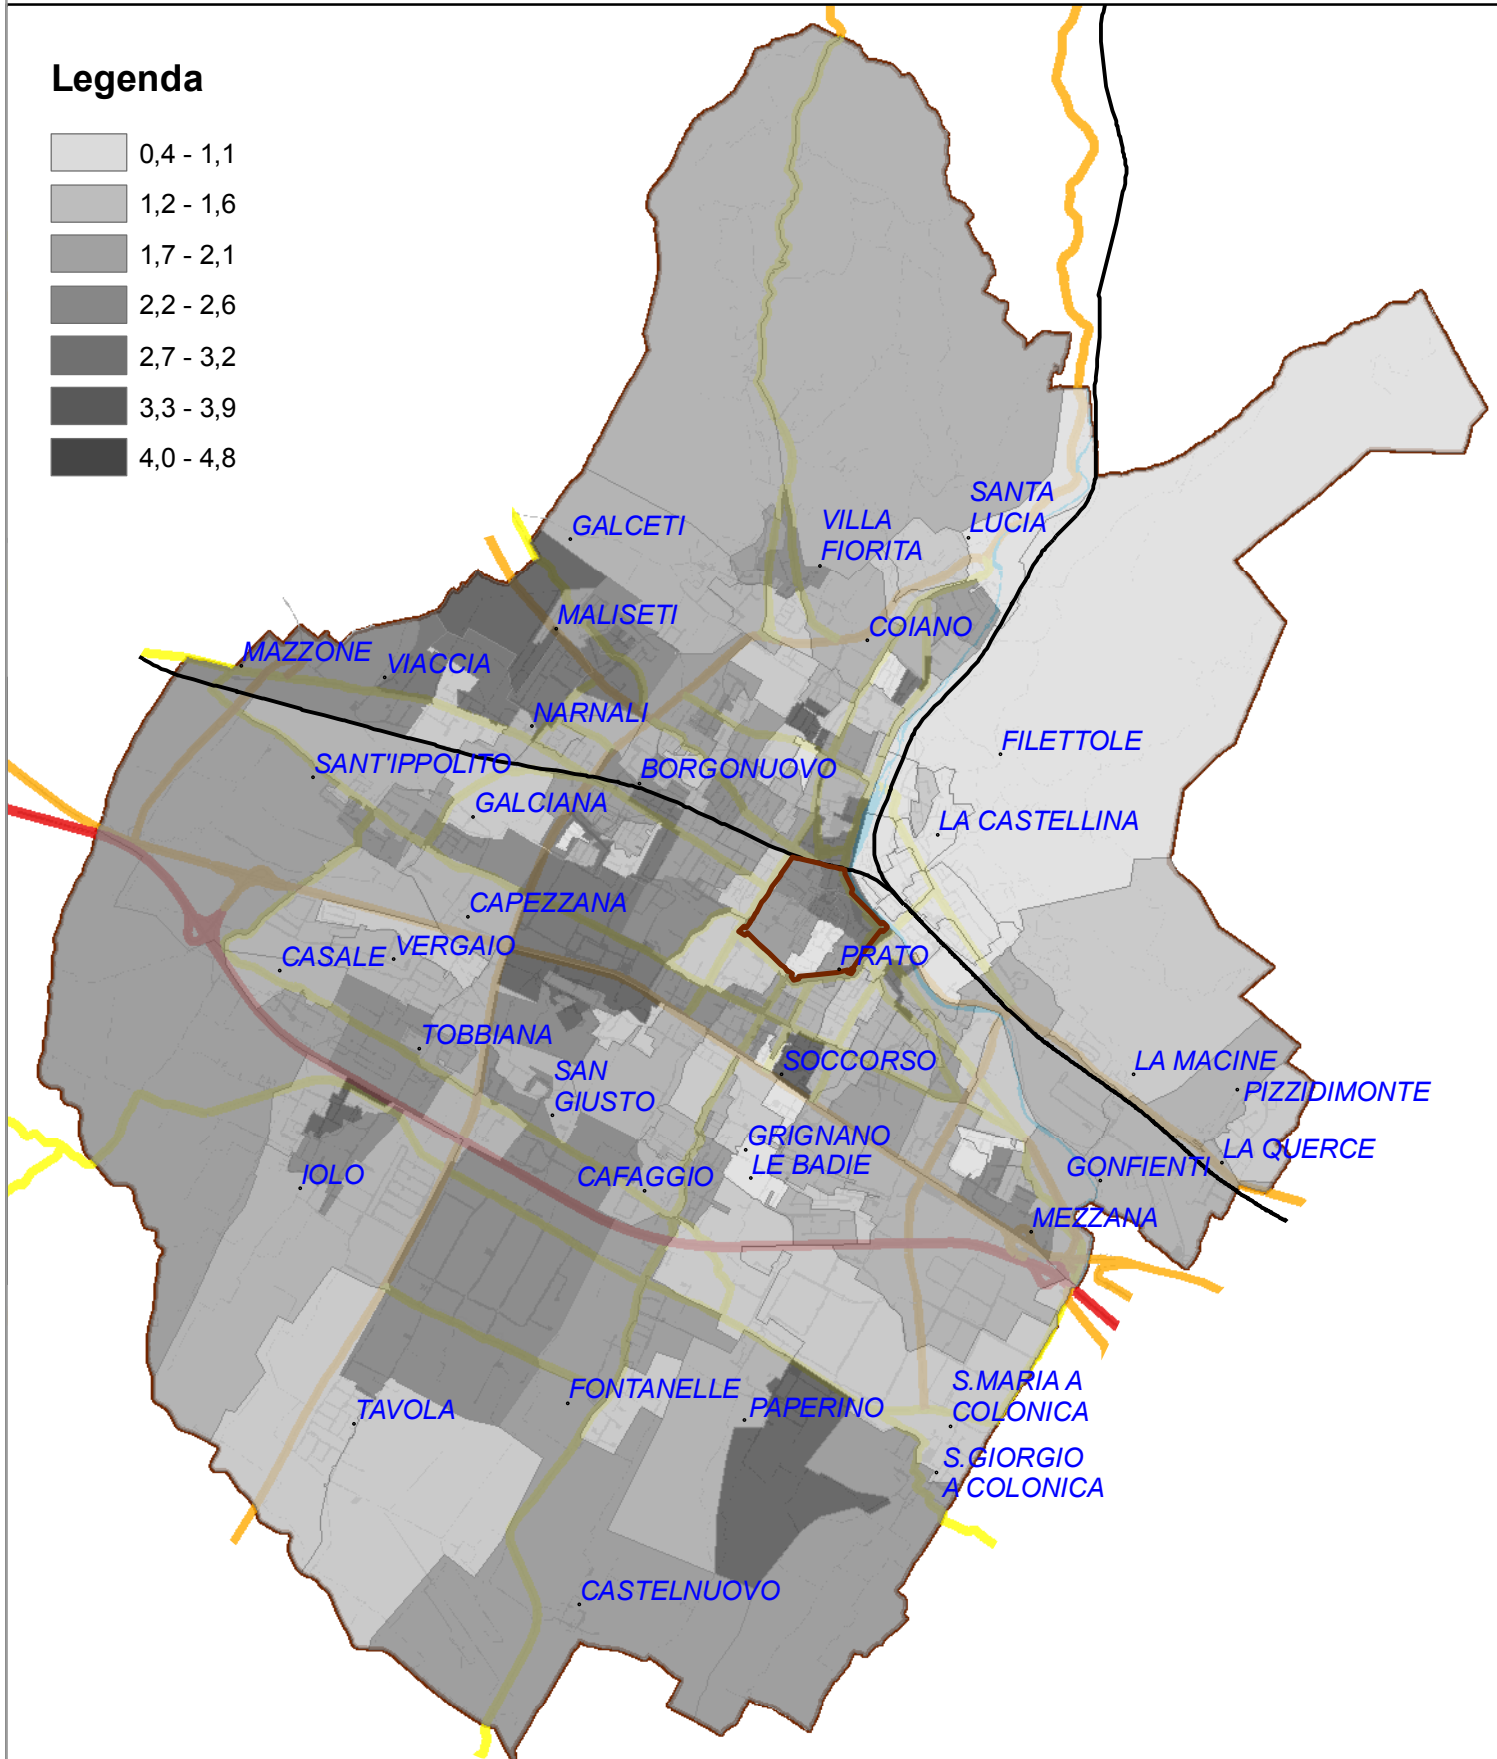 Legenda
0,4 - 1,1
1,2 - 1,6
1,7 - 2,1
2,2 - 2,6
2,7 - 3,2
3,3 - 3,9
4,0 - 4,8
SANTA
LUCIA
VILLA
FIORITA
GALCETI
MALISETI
COIANO
MAZZONE
VIACCIA
NARNALI
FILETTOLE
SANT'IPPOLITO
BORGONUOVO
GALCIANA
LA CASTELLINA
CAPEZZANA
VERGAIO
CASALE
PRATO
TOBBIANA
SOCCORSO
LA MACINE
SAN
GIUSTO
PIZZIDIMONTE
GRIGNANO
LE BADIE
LA QUERCE
IOLO
CAFAGGIO
GONFIENTI
MEZZANA
FONTANELLE
S.MARIA A
COLONICA
TAVOLA
PAPERINO
S.GIORGIO
A COLONICA
CASTELNUOVO